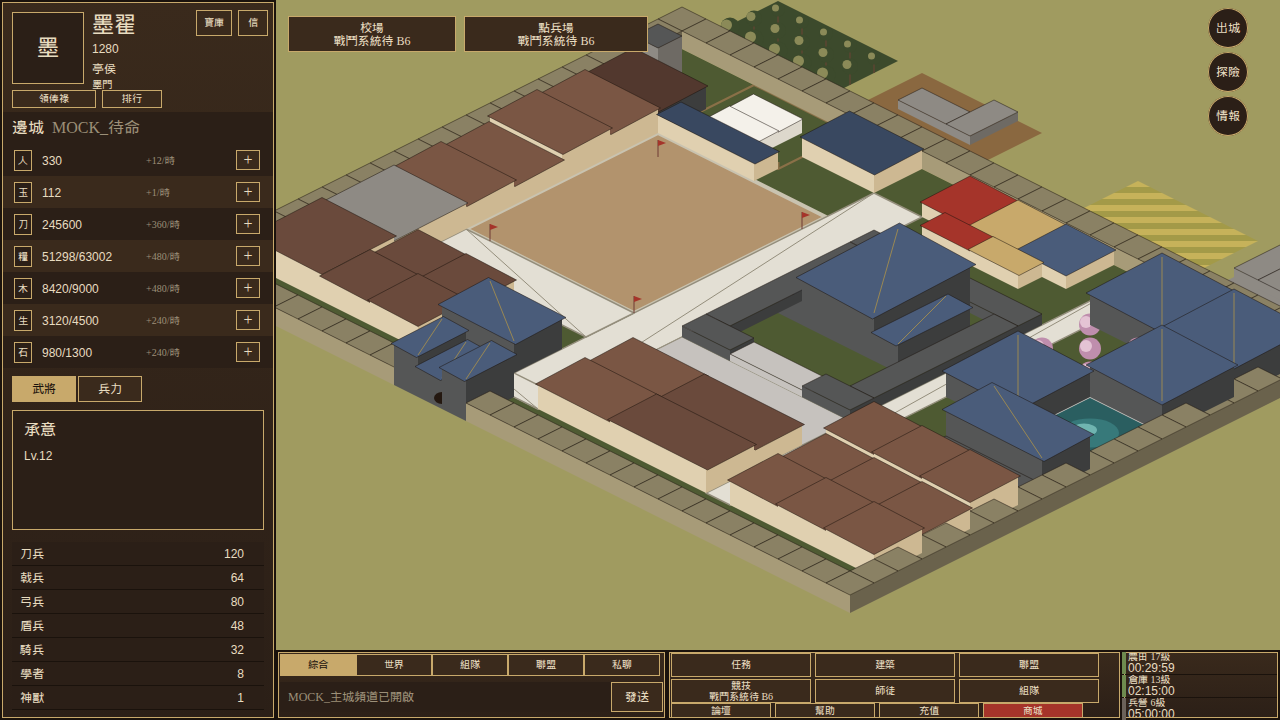 墨
墨翟
1280
亭侯
墨門
寶庫
信
領俸祿
排行
邊城 MOCK_待命
人 330 +12/時 +
玉 112 +1/時 +
刀 245600 +360/時 +
糧 51298/63002 +480/時 +
木 8420/9000 +480/時 +
生 3120/4500 +240/時 +
石 980/1300 +240/時 +
武將 兵力
承意
Lv.12
刀兵 120
戟兵 64
弓兵 80
盾兵 48
騎兵 32
學者 8
神獸 1
校場
戰鬥系統待 B6
點兵場
戰鬥系統待 B6
出城
探險
情報
綜合 世界 組隊 聯盟 私聊
MOCK_主城頻道已開啟
發送
任務 建築 聯盟
競技
戰鬥系統待 B6
師徒 組隊
論壇 幫助 充值 商城
農田 17級
00:29:59
倉庫 13級
02:15:00
兵營 6級
05:00:00